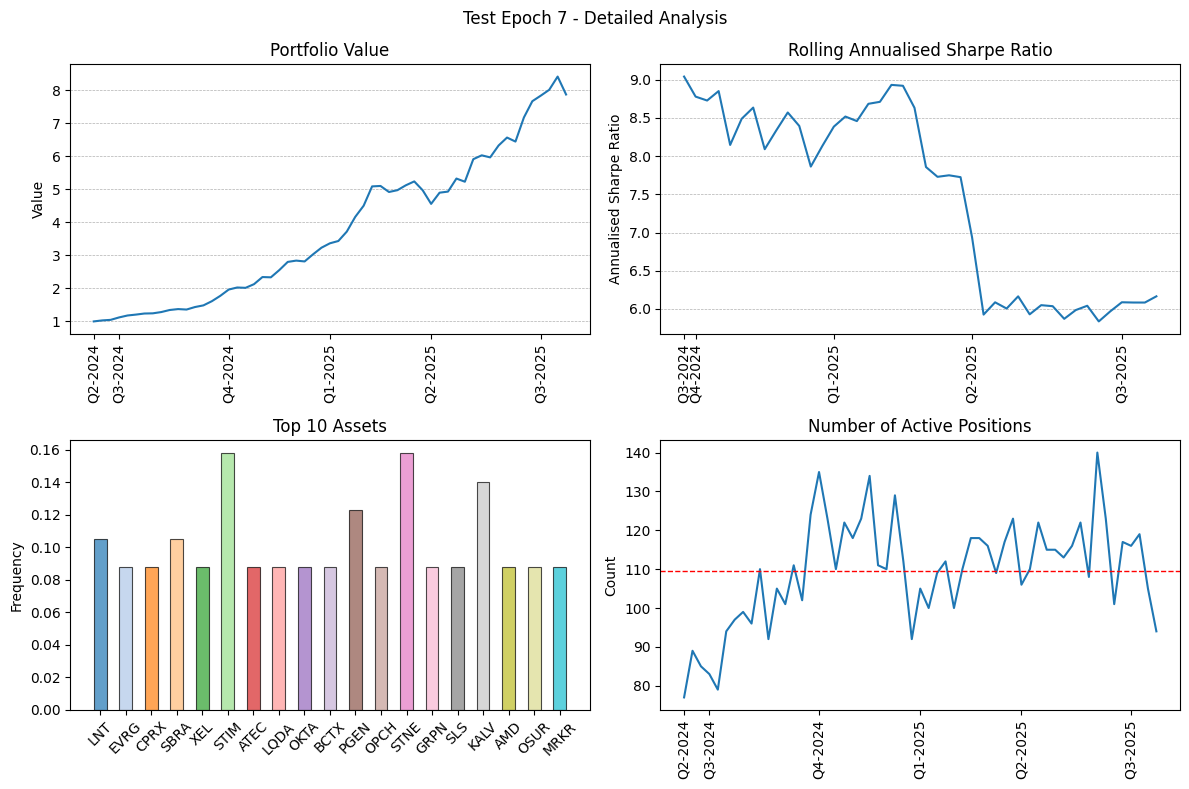 Test Epoch 7 - Detailed Analysis
Portfolio Value
Value
8
7
6
5
4
3
2
1
Q2-2024
Q3-2024
Q4-2024
Q1-2025
Q2-2025
Q3-2025
Rolling Annualised Sharpe Ratio
Annualised Sharpe Ratio
9.0
8.5
8.0
7.5
7.0
6.5
6.0
Q3-2024
Q4-2024
Q1-2025
Q2-2025
Q3-2025
Top 10 Assets
Frequency
0.16
0.14
0.12
0.10
0.08
0.06
0.04
0.02
0.00
LNT
EVRG
CPRX
SBRA
XEL
STIM
ATEC
LQDA
OKTA
BCTX
PGEN
OPCH
STNE
GRPN
SLS
KALV
AMD
OSUR
MRKR
Number of Active Positions
Count
140
130
120
110
100
90
80
Q2-2024
Q3-2024
Q4-2024
Q1-2025
Q2-2025
Q3-2025